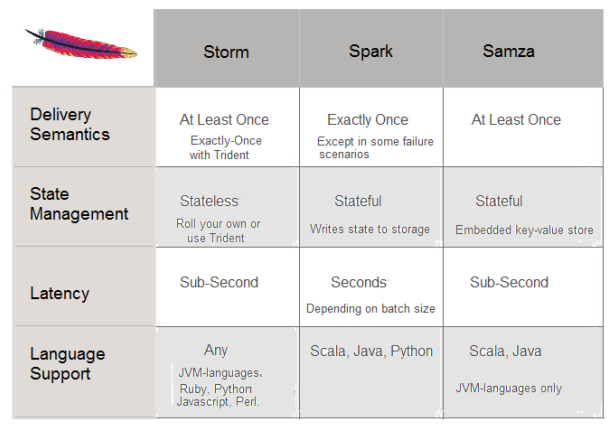 Storm
Spark
Samza
Delivery
Semantics
At Least Once
Exactly-Once
with Trident
Exactly Once
Except in some failure
scenarios
At Least Once
State
Management
Stateless
Roll your own or
use Trident
Stateful
Writes state to storage
Stateful
Embedded key-value store
Latency
Sub-Second
Seconds
Depending on batch size
Sub-Second
Language
Support
Any
JVM-languages,
Ruby, Python
Javascript, Perl.
Scala, Java, Python
Scala, Java
JVM-languages only